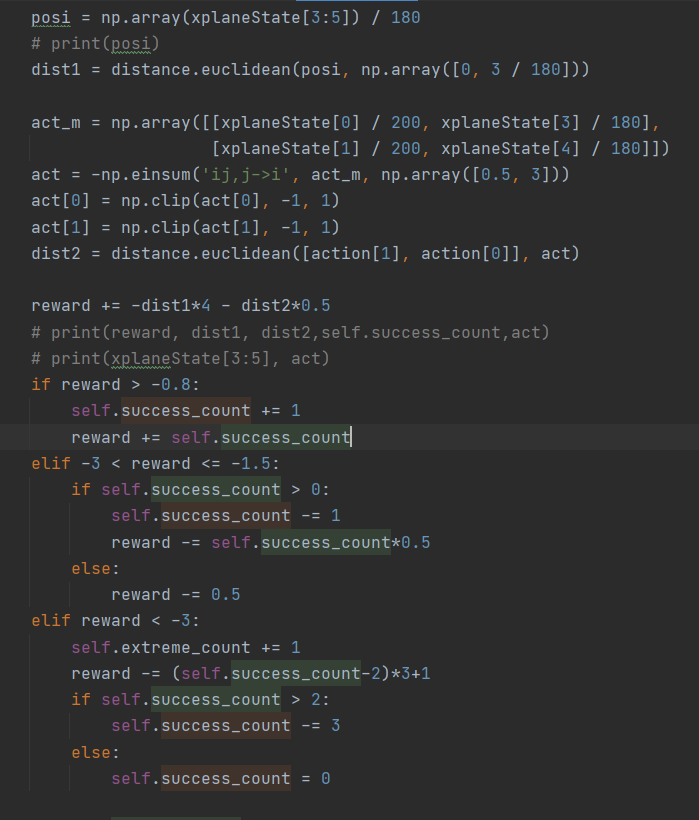 posi = np.array(xplaneState[3:5]) / 180
# print(posi)
dist1 = distance.euclidean(posi, np.array([0, 3 / 180]))
act_m = np.array([[xplaneState[0] / 200, xplaneState[3] / 180],
[xplaneState[1] / 200, xplaneState[4] / 180]])
act = -np.einsum('ij,j->i', act_m, np.array([0.5, 3]))
act[0] = np.clip(act[0], -1, 1)
act[1] = np.clip(act[1], -1, 1)
dist2 = distance.euclidean([action[1], action[0]], act)
reward += -dist1*4 - dist2*0.5
# print(reward, dist1, dist2,self.success_count,act)
# print(xplaneState[3:5], act)
if reward > -0.8:
self.success_count += 1
reward += self.success_count
elif -3 < reward <= -1.5:
if self.success_count > 0:
self.success_count -= 1
reward -= self.success_count*0.5
else:
reward -= 0.5
elif reward < -3:
self.extreme_count += 1
reward -= (self.success_count-2)*3+1
if self.success_count > 2:
self.success_count -= 3
else:
self.success_count = 0